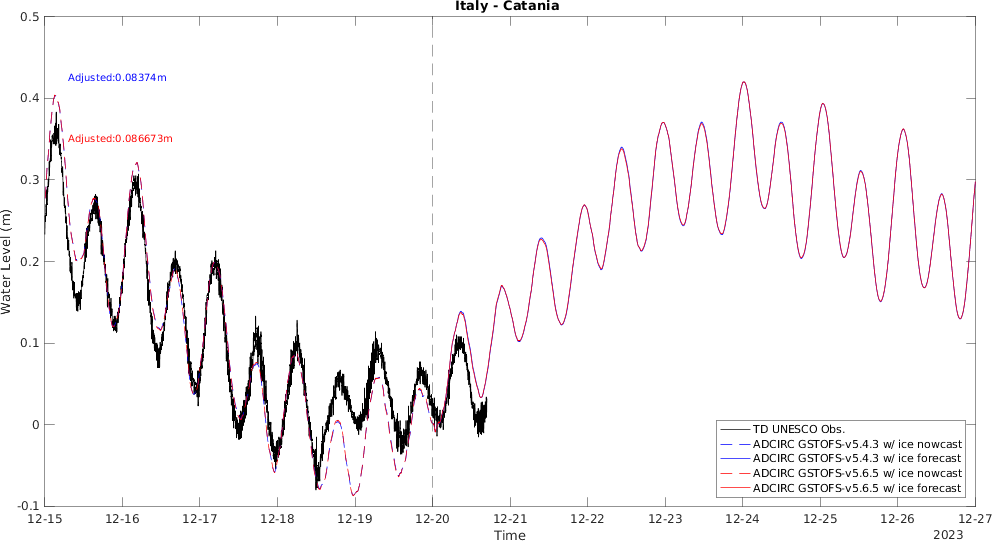 Italy - Catania
0.5
0.4
0.3
0.2
0.1
0
-0.1
Water Level (m)
Adjusted:0.08374m
Adjusted:0.086673m
TD UNESCO Obs.
ADCIRC GSTOFS-v5.4.3 w/ ice nowcast
ADCIRC GSTOFS-v5.4.3 w/ ice forecast
ADCIRC GSTOFS-v5.6.5 w/ ice nowcast
ADCIRC GSTOFS-v5.6.5 w/ ice forecast
12-15 12-16 12-17 12-18 12-19 12-20 12-21 12-22 12-23 12-24 12-25 12-26 12-27
Time
2023